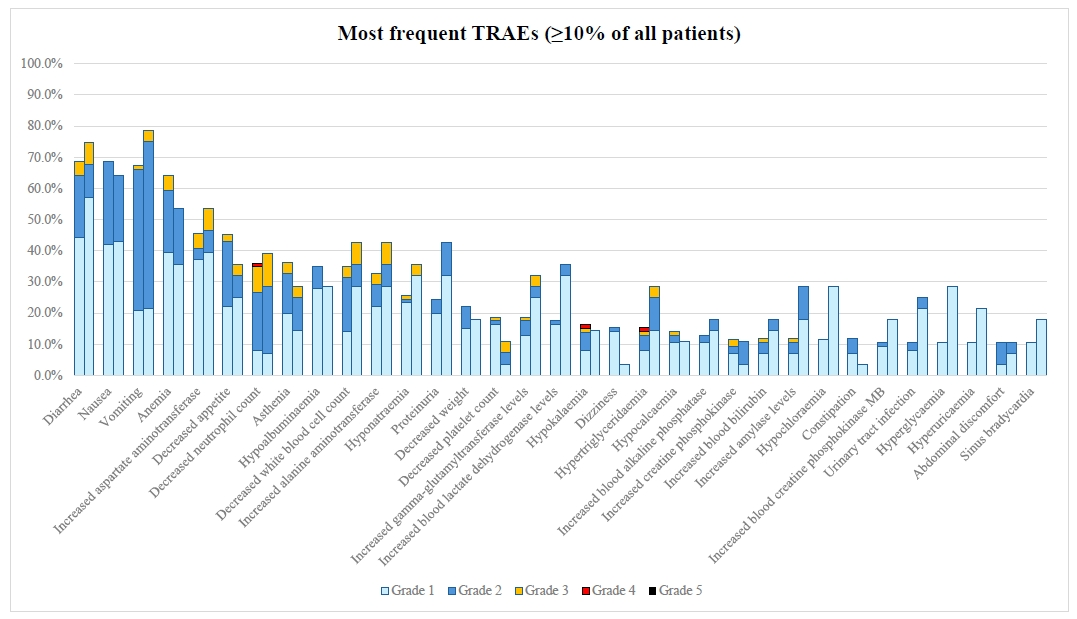 Most frequent TRAEs (≥10% of all patients)
100.0%
90.0%
80.0%
70.0%
60.0%
50.0%
40.0%
30.0%
20.0%
10.0%
0.0%
Diarrhea
Nausea
Vomiting
Anemia
Increased aspartate aminotransferase
Decreased appetite
Decreased neutrophil count
Asthenia
Hypoalbuminaemia
Decreased white blood cell count
Increased alanine aminotransferase
Hyponatraemia
Proteinuria
Decreased weight
Decreased platelet count
Increased gamma-glutamyltransferase levels
Increased blood lactate dehydrogenase levels
Hypokalaemia
Dizziness
Hypertriglyceridaemia
Hypocalcaemia
Increased blood alkaline phosphatase
Increased creatine phosphokinase
Increased blood bilirubin
Increased amylase levels
Hypochloraemia
Constipation
Increased blood creatine phosphokinase MB
Urinary tract infection
Hyperglycaemia
Hyperuricaemia
Abdominal discomfort
Sinus bradycardia
Grade 1 Grade 2 Grade 3 Grade 4 Grade 5